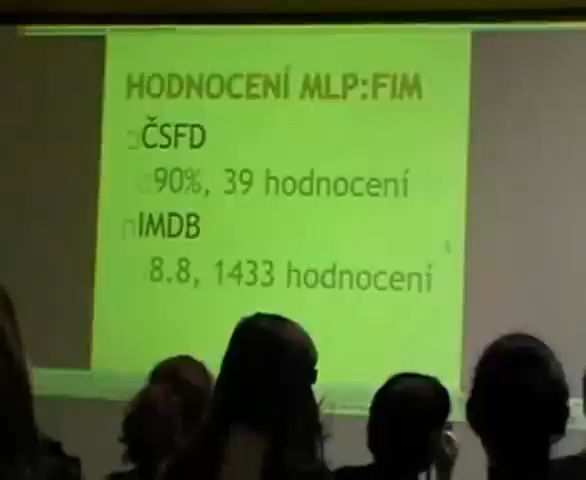 HODNOCENÍ MLP:FIM
ČSFD
90%, 39 hodnocení
IMDB
8.8, 1433 hodnocení